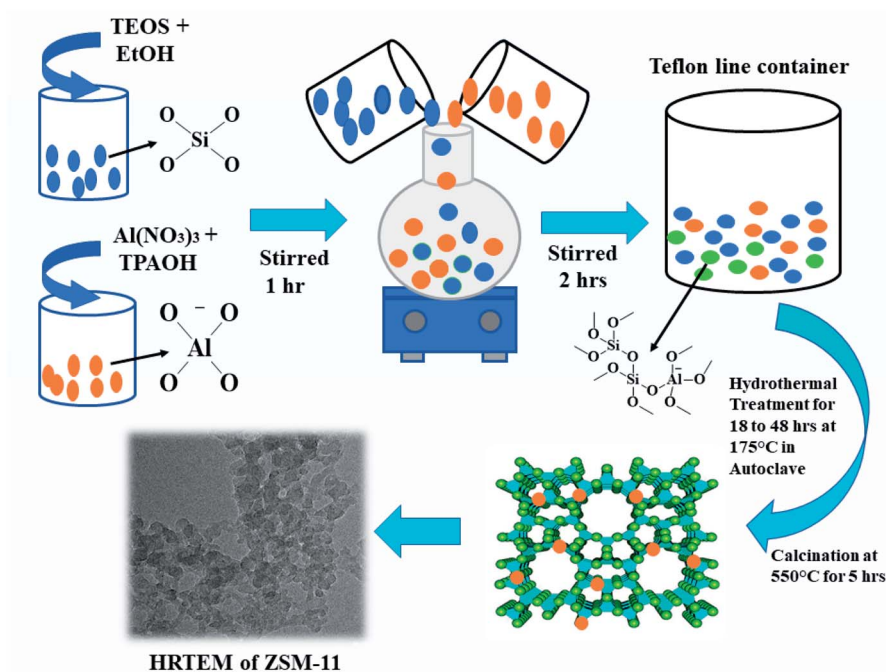 TEOS +
EtOH
O
O
Si
O
O
Al(NO₃)₃ +
TPAOH
O
–
O
Al
O
O
Stirred
1 hr
Stirred
2 hrs
Teflon line container
O
O
Si
O
O
Si
O
O
O
–
Al
O
O
Hydrothermal
Treatment for
18 to 48 hrs at
175°C in
Autoclave
Calcination at
550°C for 5 hrs
HRTEM of ZSM-11